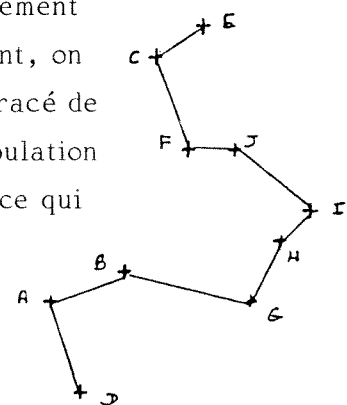 ement
nt, on
racé de
pulation
ce qui
E
C
F J
I
H
B
A
G
D